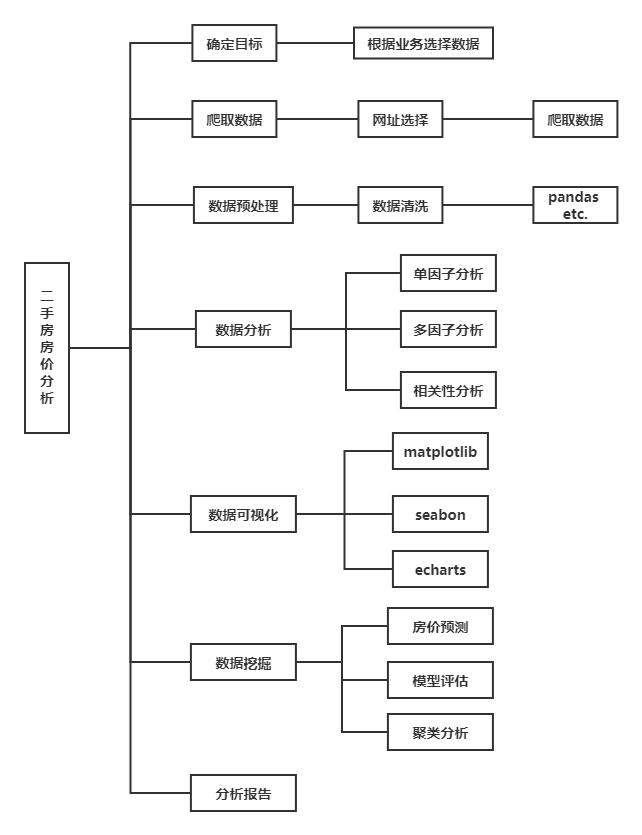 二手房房价分析
确定目标
根据业务选择数据
爬取数据
网址选择
爬取数据
数据预处理
数据清洗
pandas
etc.
数据分析
单因子分析
多因子分析
相关性分析
数据可视化
matplotlib
seabon
echarts
数据挖掘
房价预测
模型评估
聚类分析
分析报告